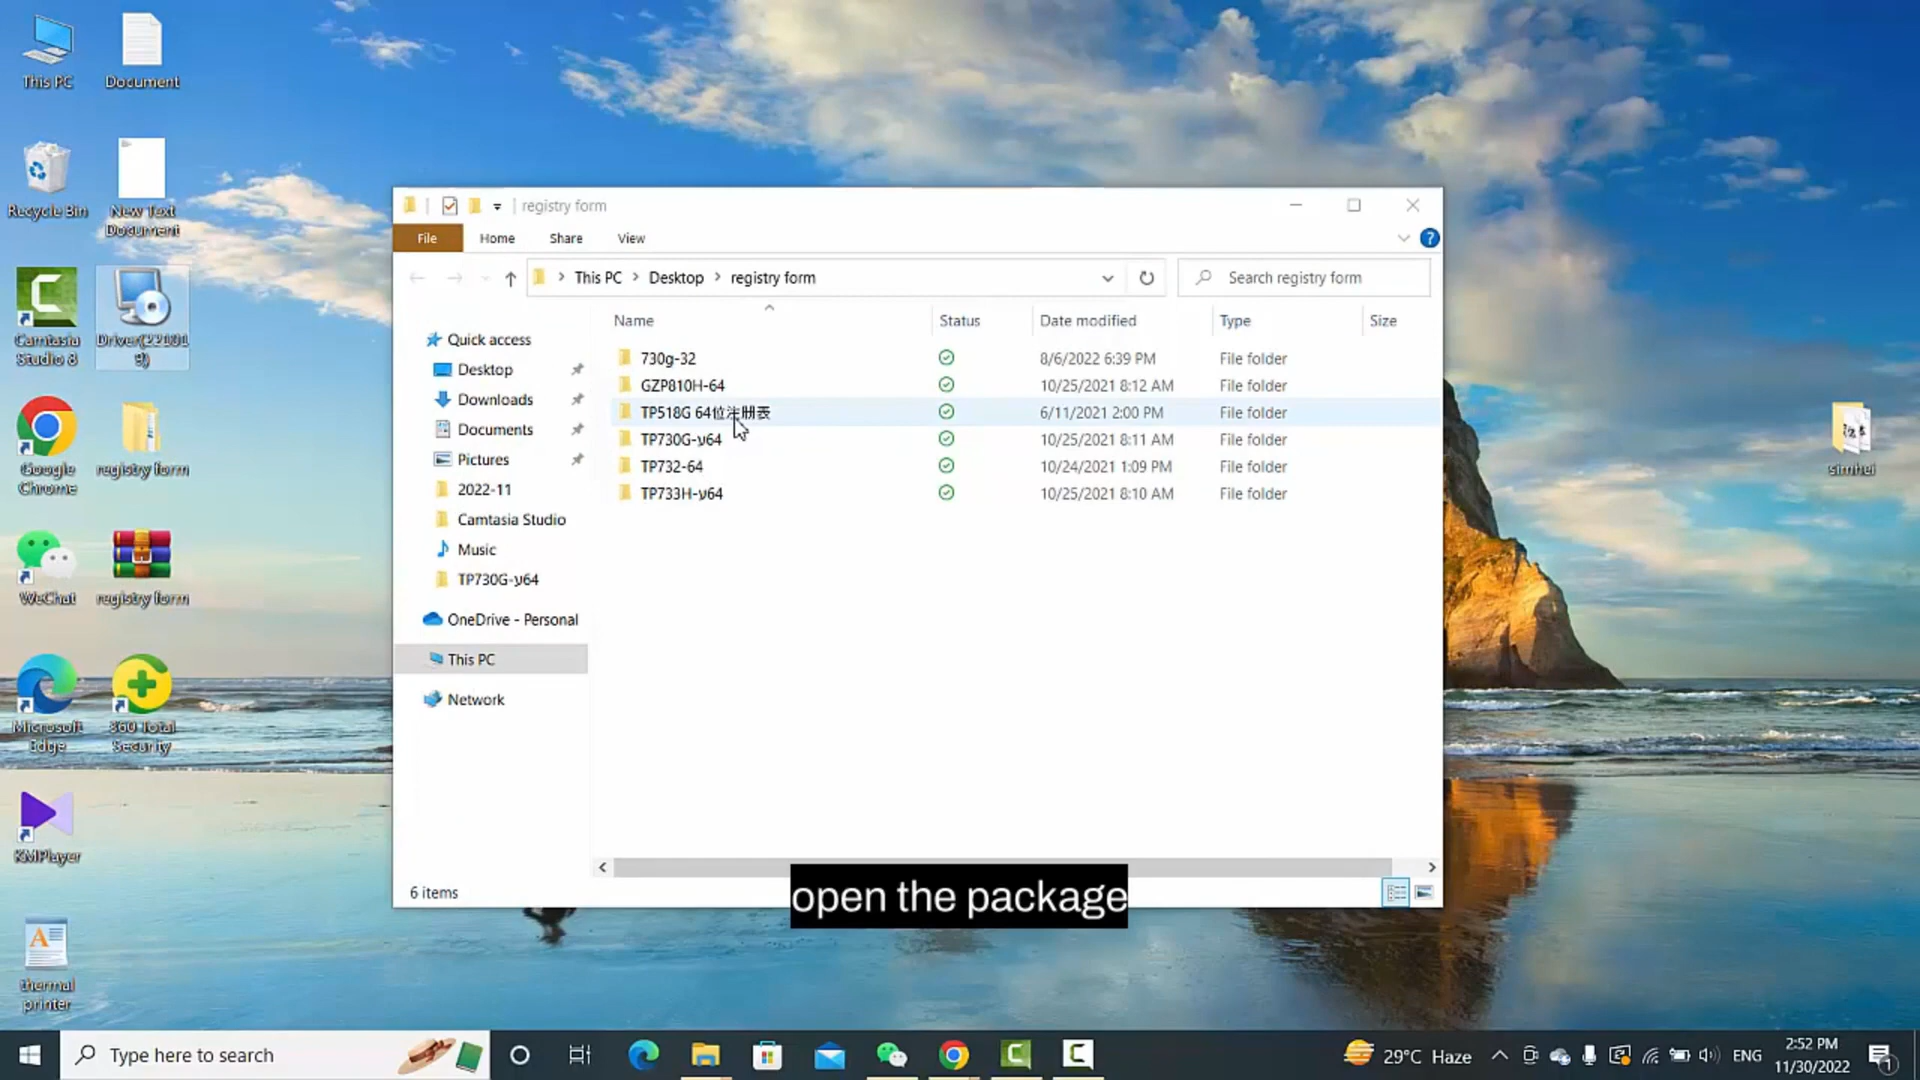 This PC
Document
Recycle Bin
New Text
Document
Camtasia
Studio 8
Driver(221019)
Google
Chrome
registry form
WeChat
registry form
Microsoft
Edge
360 Total
Security
KMPlayer
thermal
printer
simhei
registry form
File
Home
Share
View
This PC
Desktop
registry form
Search registry form
Quick access
Desktop
Downloads
Documents
Pictures
2022-11
Camtasia Studio
Music
TP730G-y64
OneDrive - Personal
This PC
Network
Name Status Date modified Type Size
730g-32 8/6/2022 6:39 PM File folder
GZP810H-64 10/25/2021 8:12 AM File folder
TP518G 64位注册表 6/11/2021 2:00 PM File folder
TP730G-y64 10/25/2021 8:11 AM File folder
TP732-64 10/24/2021 1:09 PM File folder
TP733H-y64 10/25/2021 8:10 AM File folder
6 items
open the package
Type here to search
29°C Haze
ENG
2:52 PM
11/30/2022
1